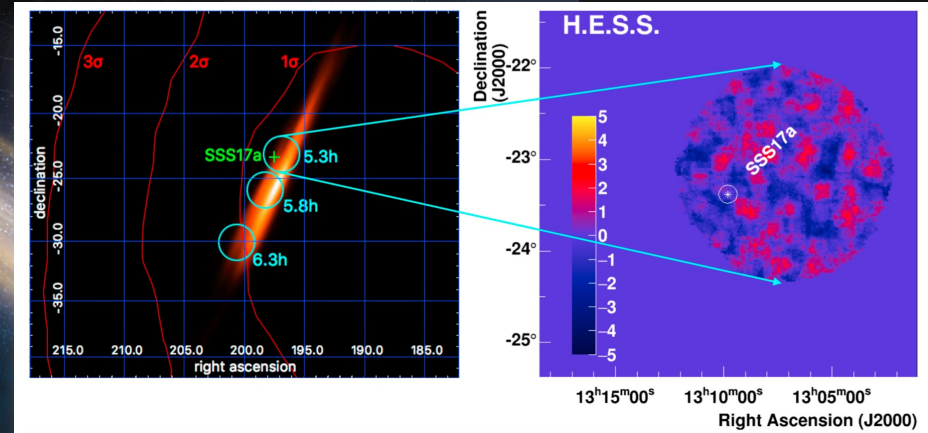 -15.0
-20.0
-25.0
-30.0
-35.0
declination
3σ
2σ
1σ
SSS17a
5.3h
5.8h
6.3h
215.0 210.0 205.0 200.0 195.0 190.0 185.0
right ascension
H.E.S.S.
Declination
(J2000)
-22°
-23°
-24°
-25°
5
4
3
2
1
0
-1
-2
-3
-4
-5
SSS17a
13h15m00s 13h10m00s 13h05m00s
Right Ascension (J2000)